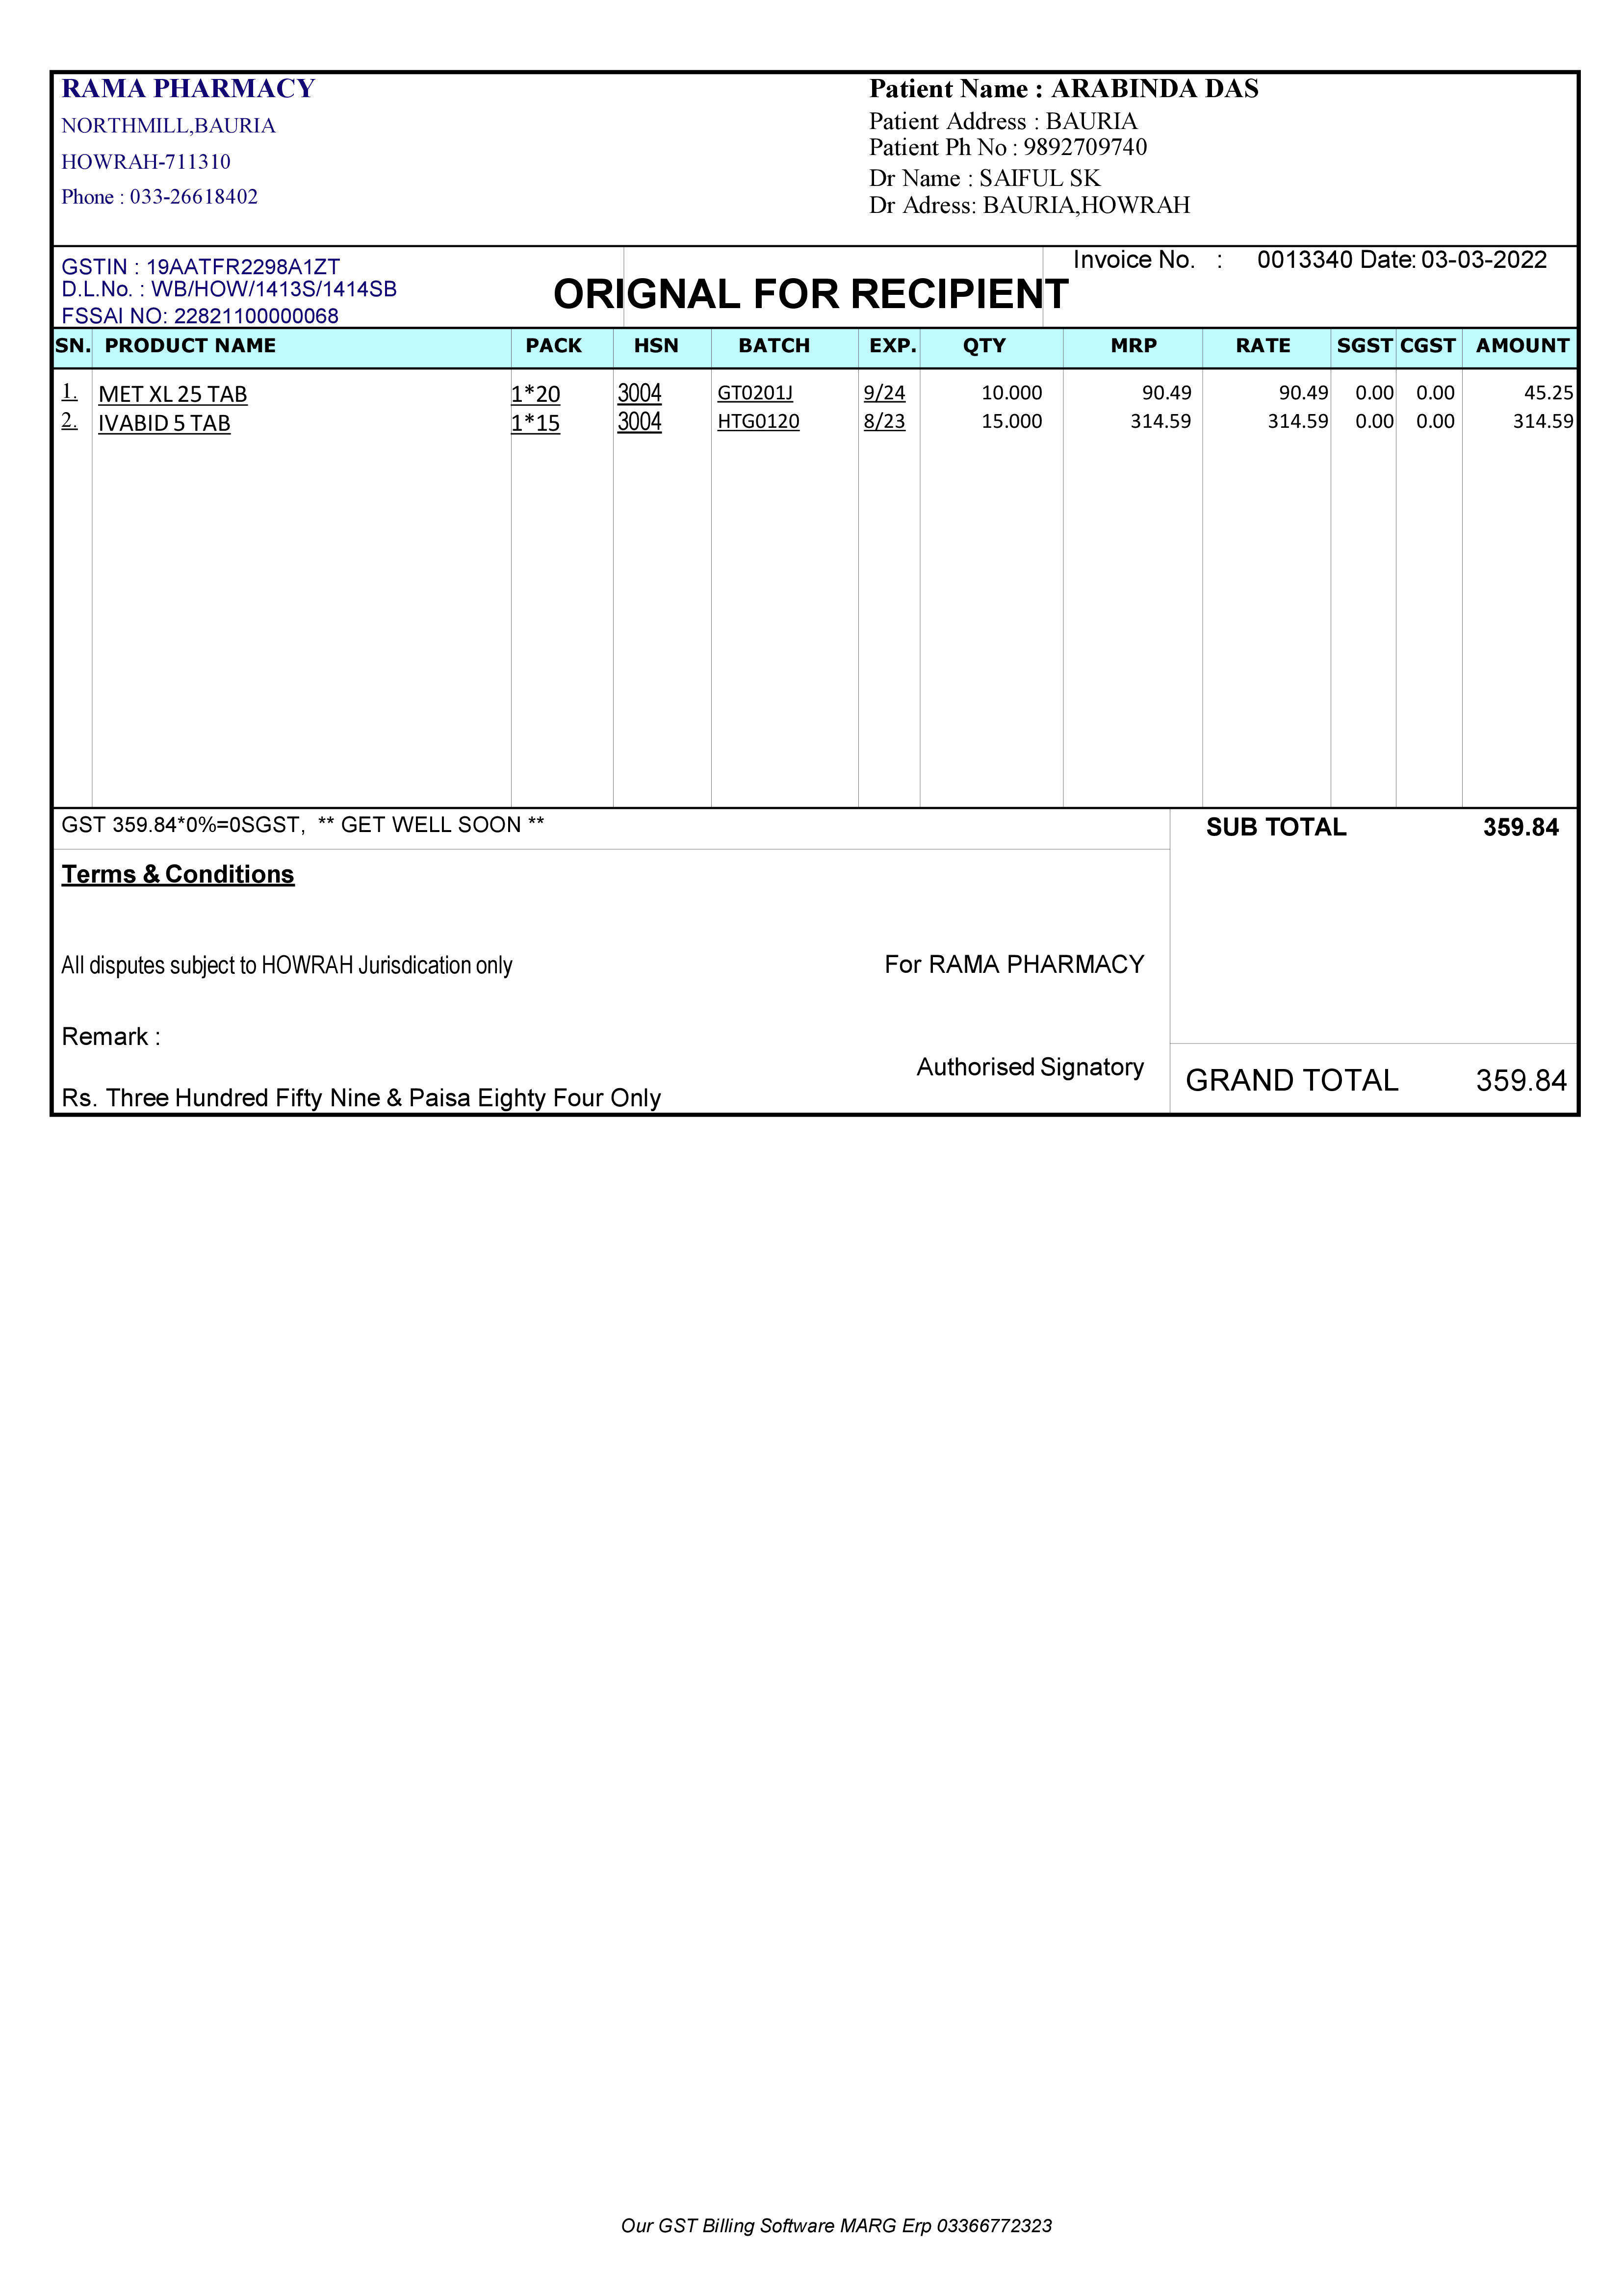 RAMA PHARMACY
NORTHMILL,BAURIA
HOWRAH-711310
Phone : 033-26618402
Patient Name : ARABINDA DAS
Patient Address : BAURIA
Patient Ph No : 9892709740
Dr Name : SAIFUL SK
Dr Adress: BAURIA,HOWRAH
GSTIN : 19AATFR2298A1ZT
D.L.No. : WB/HOW/1413S/1414SB
FSSAI NO: 22821100000068
ORIGNAL FOR RECIPIENT
Invoice No. : 0013340 Date: 03-03-2022
SN. PRODUCT NAME PACK HSN BATCH EXP. QTY MRP RATE SGST CGST AMOUNT
1. MET XL 25 TAB 1*20 3004 GT0201J 9/24 10.000 90.49 90.49 0.00 0.00 45.25
2. IVABID 5 TAB 1*15 3004 HTG0120 8/23 15.000 314.59 314.59 0.00 0.00 314.59
GST 359.84*0%=0SGST, ** GET WELL SOON **
SUB TOTAL 359.84
Terms & Conditions
All disputes subject to HOWRAH Jurisdication only
For RAMA PHARMACY
Remark :
Authorised Signatory
GRAND TOTAL 359.84
Rs. Three Hundred Fifty Nine & Paisa Eighty Four Only
Our GST Billing Software MARG Erp 03366772323